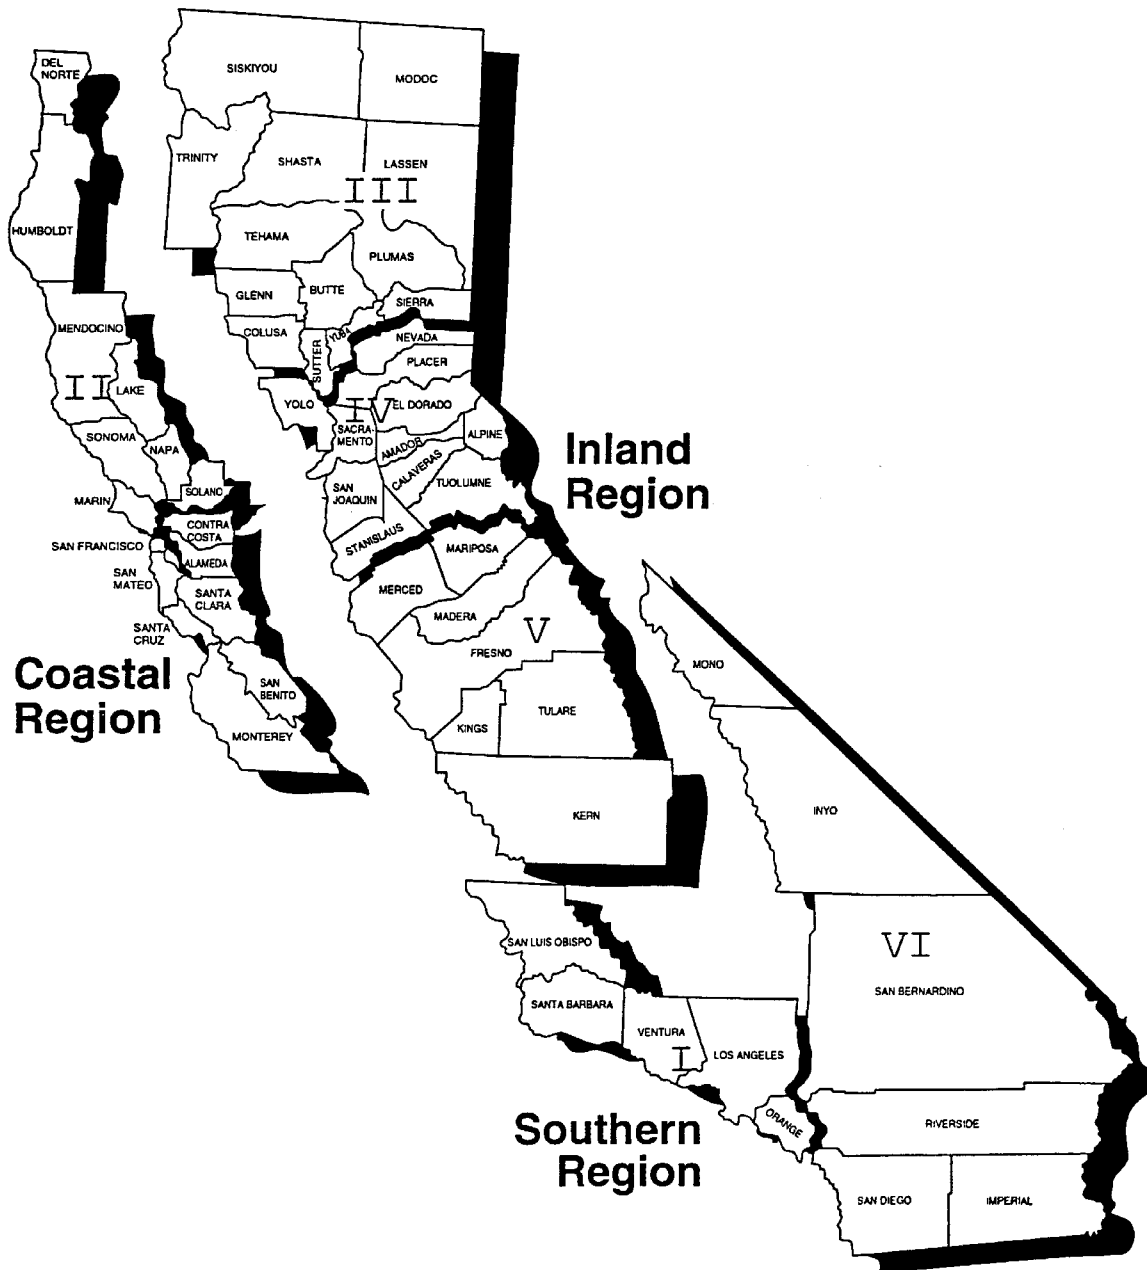 DEL
NORTE
HUMBOLDT
MENDOCINO
II
LAKE
SONOMA
NAPA
MARIN
SOLANO
CONTRA
COSTA
SAN FRANCISCO
ALAMEDA
SAN
MATEO
SANTA
CLARA
SANTA
CRUZ
SAN
BENITO
MONTEREY
Coastal
Region
SISKIYOU
MODOC
TRINITY
SHASTA
LASSEN
III
TEHAMA
PLUMAS
GLENN
BUTTE
SIERRA
COLUSA
SUTTER
YUBA
NEVADA
PLACER
YOLO
IV
EL DORADO
SACRA-
MENTO
AMADOR
ALPINE
CALAVERAS
SAN
JOAQUIN
TUOLUMNE
STANISLAUS
MARIPOSA
MERCED
MADERA
V
FRESNO
KINGS
TULARE
KERN
Inland
Region
MONO
INYO
SAN LUIS OBISPO
VI
SAN BERNARDINO
SANTA BARBARA
VENTURA
I
LOS ANGELES
ORANGE
RIVERSIDE
SAN DIEGO
IMPERIAL
Southern
Region